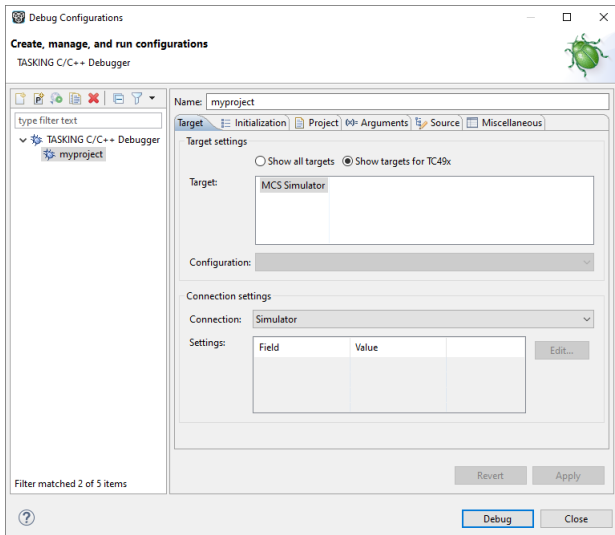 Debug Configurations
Create, manage, and run configurations
TASKING C/C++ Debugger
type filter text
TASKING C/C++ Debugger
myproject
Filter matched 2 of 5 items
Name: myproject
Target Initialization Project (x)= Arguments Source Miscellaneous
Target settings
Show all targets Show targets for TC49x
Target: MCS Simulator
Configuration:
Connection settings
Connection: Simulator
Settings: Field Value Edit...
Revert Apply
? Debug Close